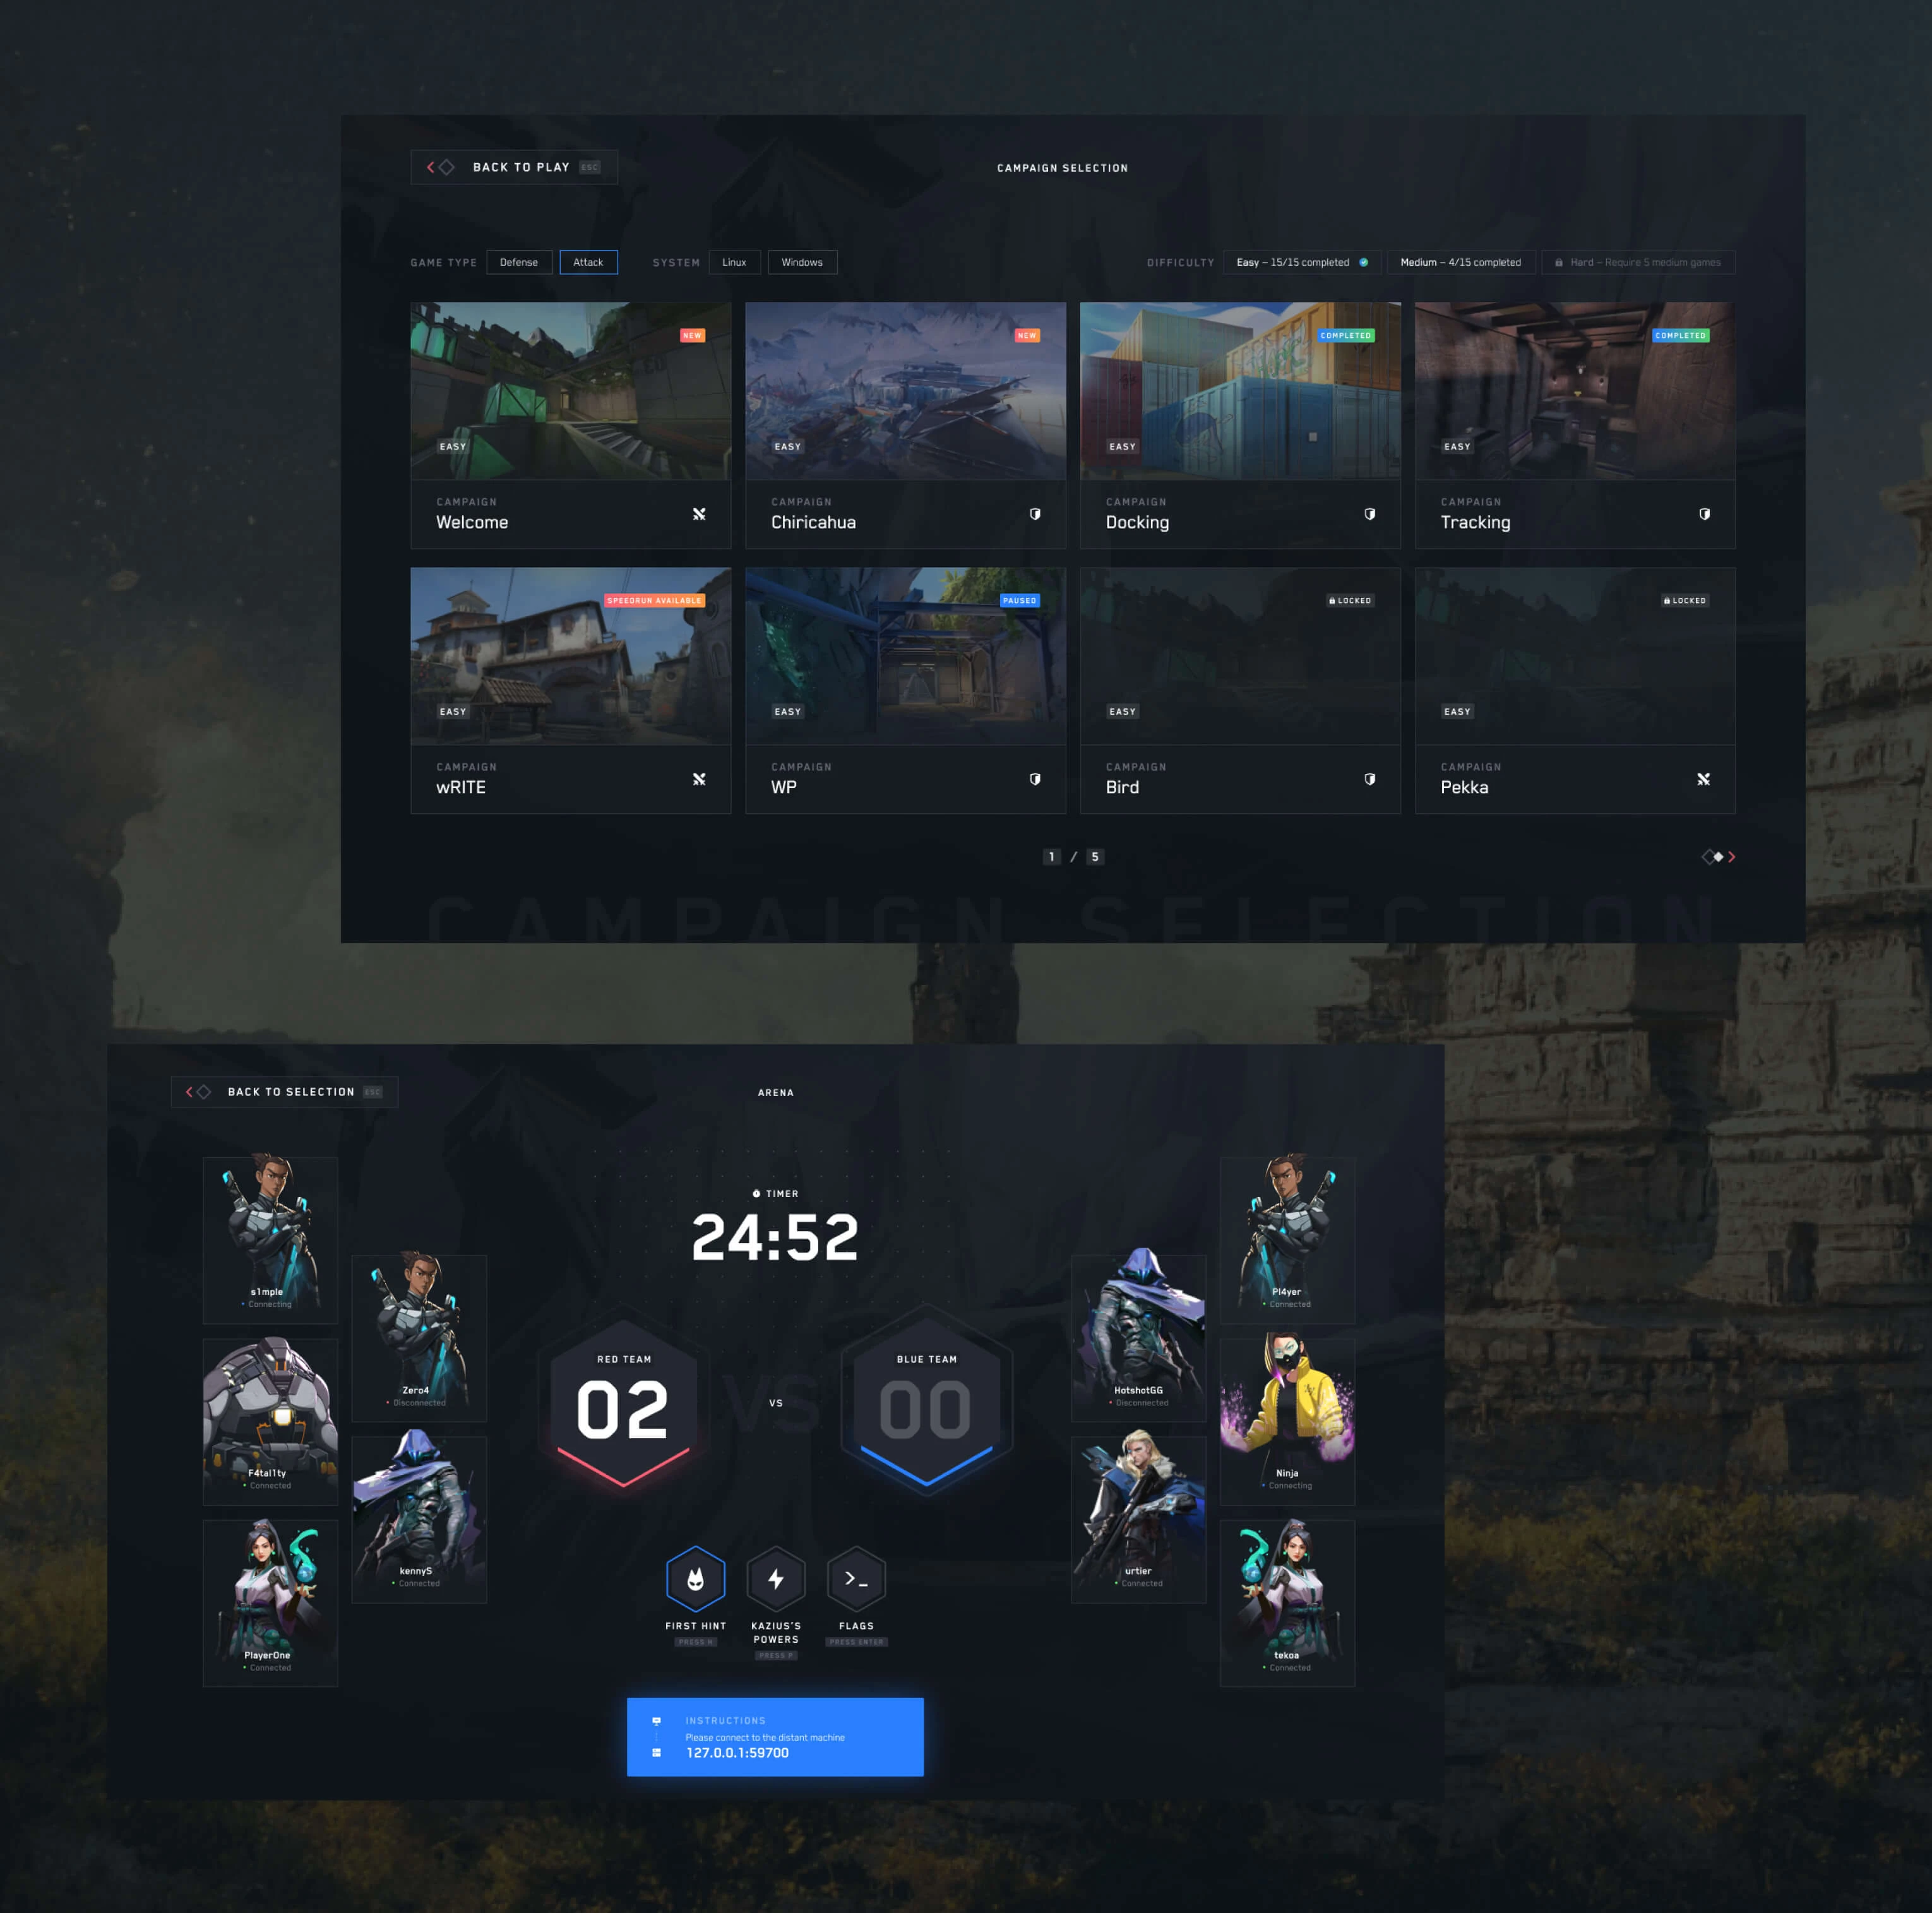 BACK TO PLAY ESC
CAMPAIGN SELECTION
GAME TYPE Defense Attack SYSTEM Linux Windows DIFFICULTY Easy – 15/15 completed Medium – 4/15 completed Hard – Require 5 medium games
NEW
EASY
CAMPAIGN
Welcome
NEW
EASY
CAMPAIGN
Chiricahua
COMPLETED
EASY
CAMPAIGN
Docking
COMPLETED
EASY
CAMPAIGN
Tracking
SPEEDRUN AVAILABLE
EASY
CAMPAIGN
wRITE
PAUSED
EASY
CAMPAIGN
WP
LOCKED
EASY
CAMPAIGN
Bird
LOCKED
EASY
CAMPAIGN
Pekka
1 / 5
CAMPAIGN SELECTION
BACK TO SELECTION ESC
ARENA
s1mple
Connecting
F4tal1ty
Connected
PlayerOne
Connected
Zero4
Disconnected
kennyS
Connected
TIMER
24:52
RED TEAM
02
VS
VS
BLUE TEAM
00
FIRST HINT
PRESS H
KAZIUS'S
POWERS
PRESS P
FLAGS
PRESS ENTER
INSTRUCTIONS
Please connect to the distant machine
127.0.0.1:59700
HotshotGG
Disconnected
urtier
Connected
Pl4yer
Connected
Ninja
Connecting
tekoa
Connected